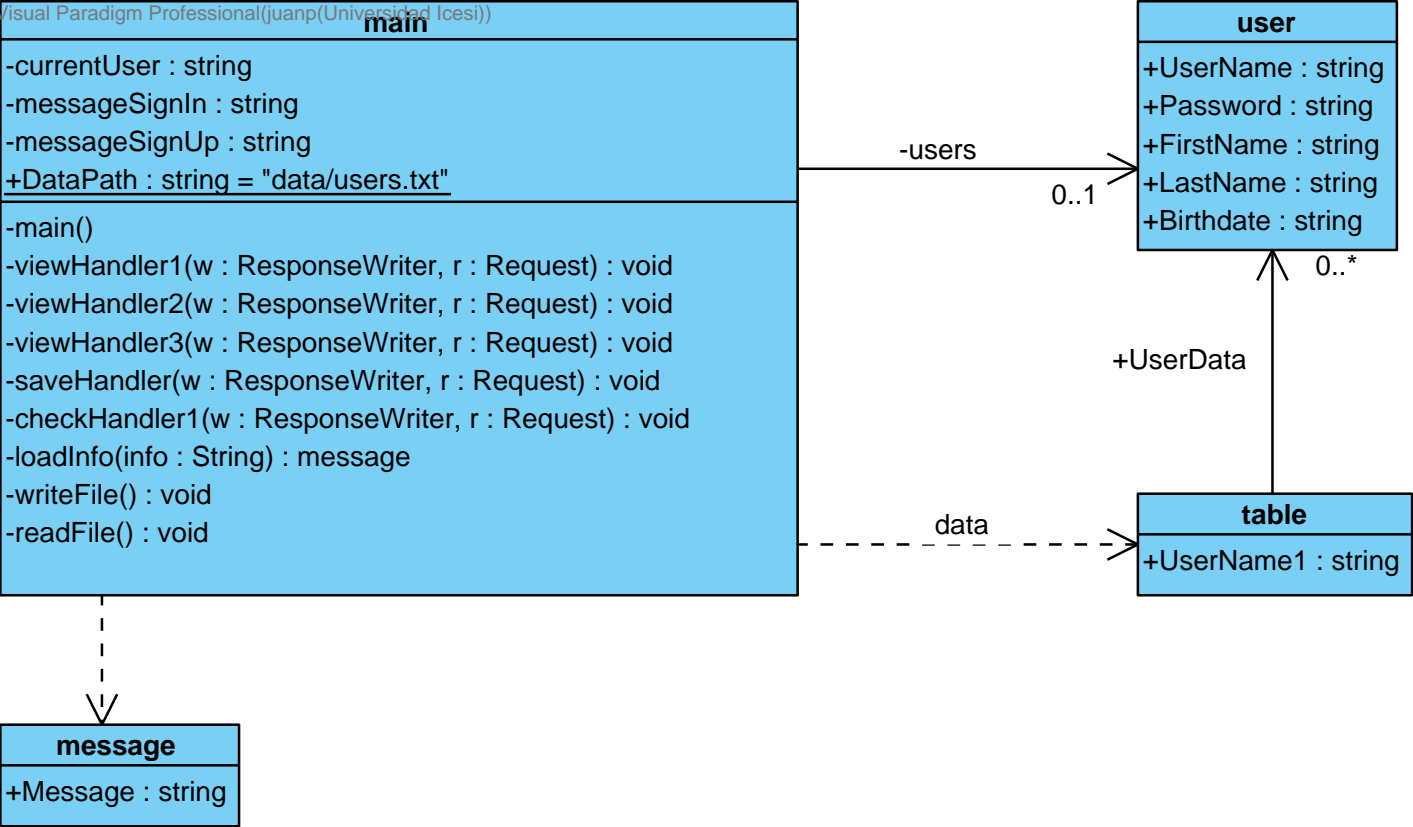 Visual Paradigm Professional(juanp(Universidad Icesi))
main
-currentUser : string
-messageSignIn : string
-messageSignUp : string
+DataPath : string = "data/users.txt"
-main()
-viewHandler1(w : ResponseWriter, r : Request) : void
-viewHandler2(w : ResponseWriter, r : Request) : void
-viewHandler3(w : ResponseWriter, r : Request) : void
-saveHandler(w : ResponseWriter, r : Request) : void
-checkHandler1(w : ResponseWriter, r : Request) : void
-loadInfo(info : String) : message
-writeFile() : void
-readFile() : void
-users
0..1
user
+UserName : string
+Password : string
+FirstName : string
+LastName : string
+Birthdate : string
0..*
+UserData
data
table
+UserName1 : string
message
+Message : string